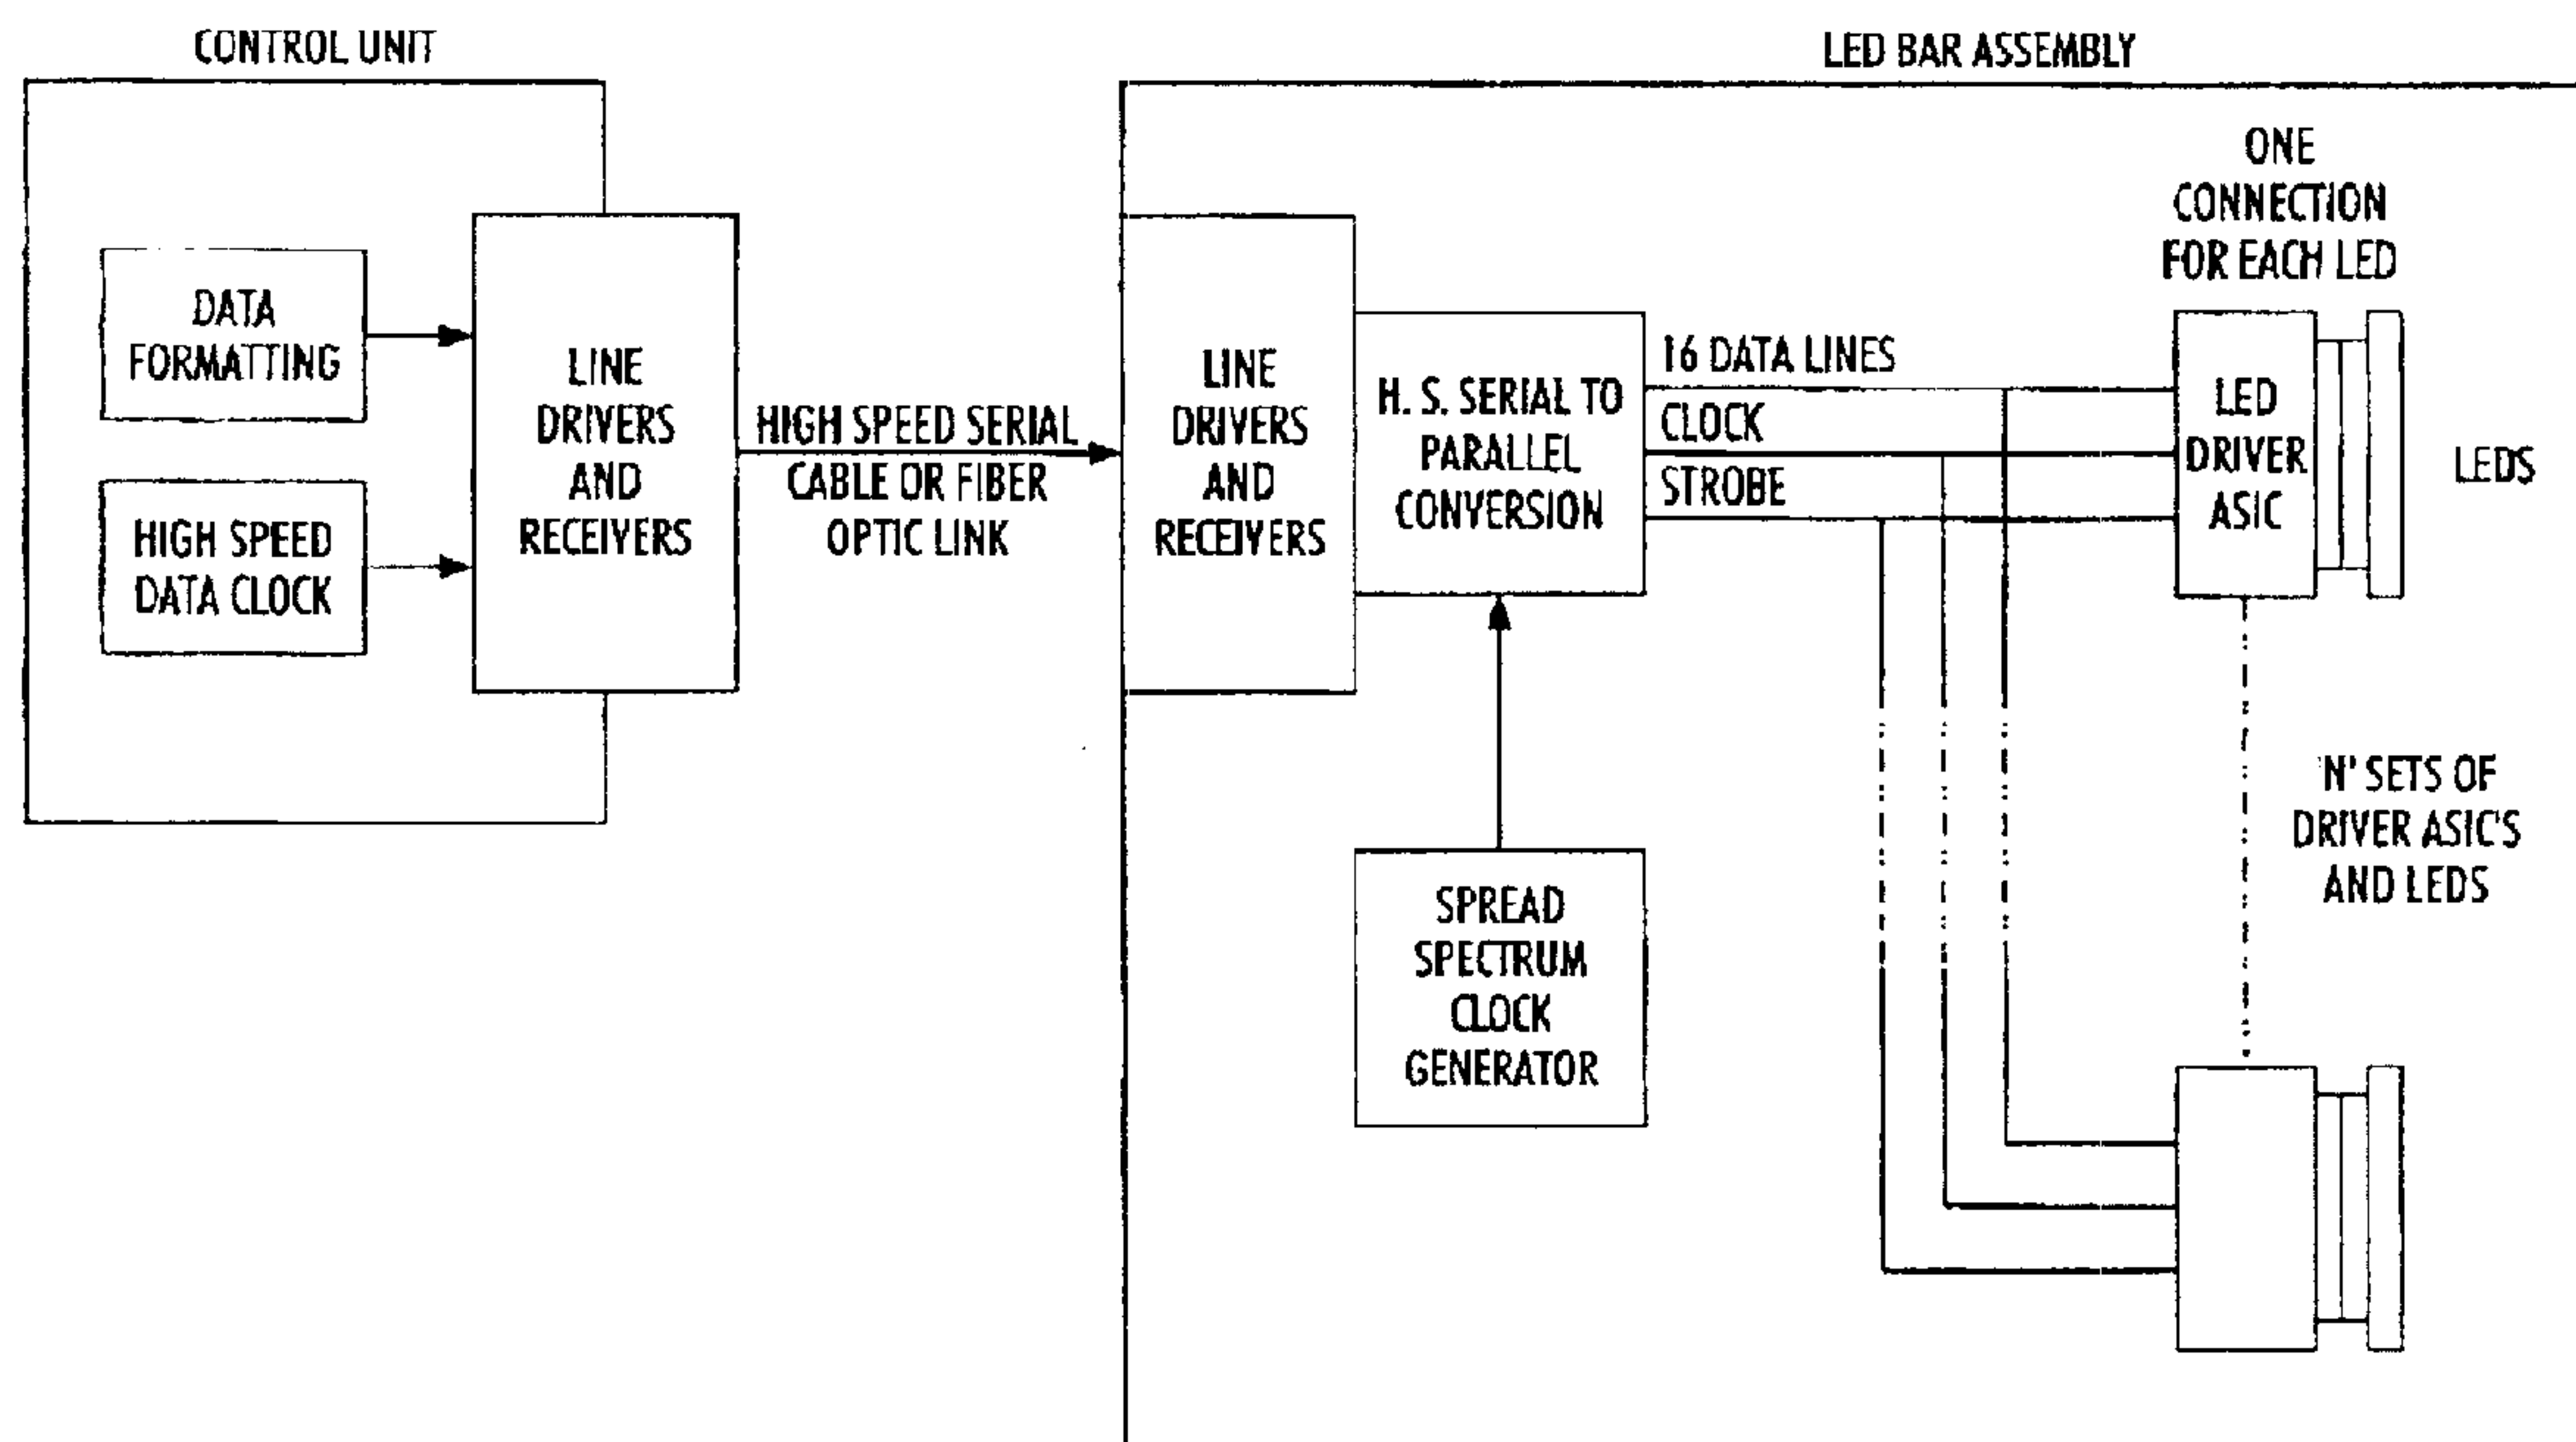 CONTROL UNIT
LED BAR ASSEMBLY
DATA
FORMATTING
HIGH SPEED
DATA CLOCK
LINE
DRIVERS
AND
RECEIVERS
HIGH SPEED SERIAL
CABLE OR FIBER
OPTIC LINK
LINE
DRIVERS
AND
RECEIVERS
H. S. SERIAL TO
PARALLEL
CONVERSION
16 DATA LINES
CLOCK
STROBE
ONE
CONNECTION
FOR EACH LED
LED
DRIVER
ASIC
LEDS
SPREAD
SPECTRUM
CLOCK
GENERATOR
'N' SETS OF
DRIVER ASIC'S
AND LEDS